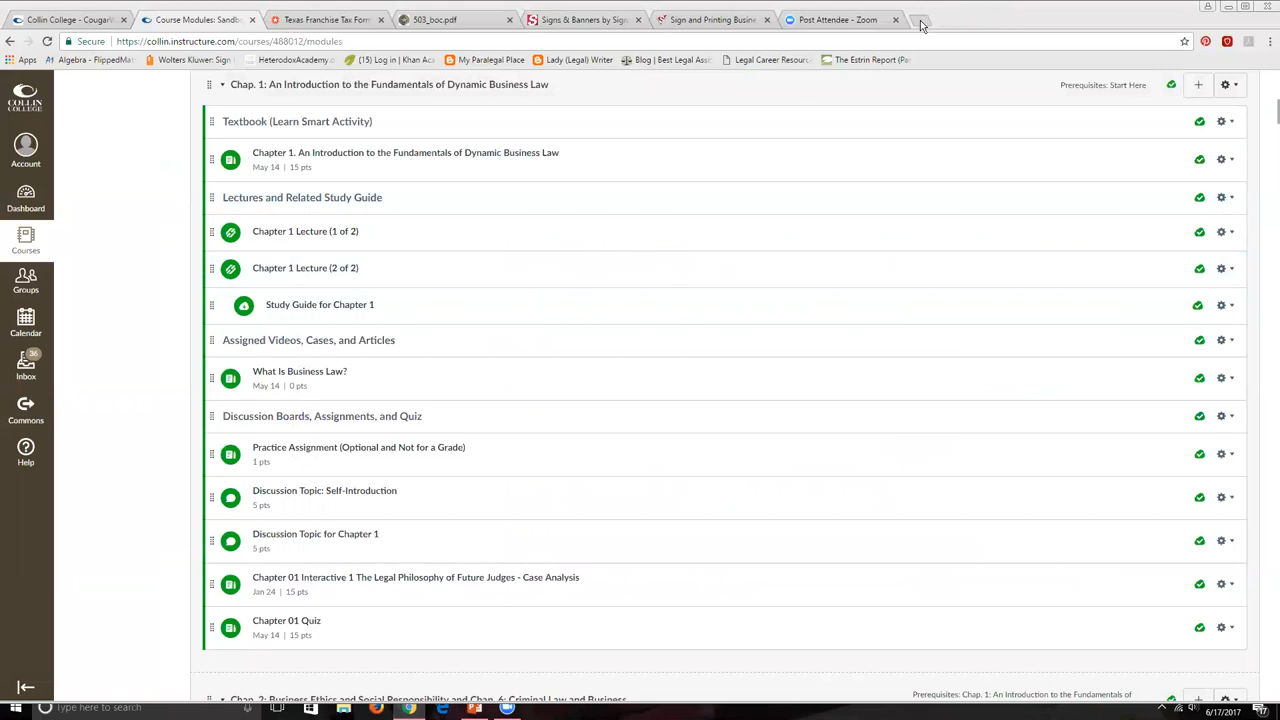 Collin College - CougarW
Course Modules: Sandb
Texas Franchise Tax Form
503_boc.pdf
Signs & Banners by Sign
Sign and Printing Busine
Post Attendee - Zoom
Secure
https://collin.instructure.com/courses/488012/modules
Apps
Algebra - FlippedMat
Wolters Kluwer: Sign
HeterodoxAcademy
(15) Log in | Khan Aca
My Paralegal Place
Lady (Legal) Writer
Blog | Best Legal Assi
Legal Career Resourc
The Estrin Report (Per
COLLIN COLLEGE
Account
Dashboard
Courses
Groups
Calendar
36
Inbox
Commons
Help
Chap. 1: An Introduction to the Fundamentals of Dynamic Business Law
Prerequisites: Start Here
Textbook (Learn Smart Activity)
Chapter 1. An Introduction to the Fundamentals of Dynamic Business Law
May 14 | 15 pts
Lectures and Related Study Guide
Chapter 1 Lecture (1 of 2)
Chapter 1 Lecture (2 of 2)
Study Guide for Chapter 1
Assigned Videos, Cases, and Articles
What Is Business Law?
May 14 | 0 pts
Discussion Boards, Assignments, and Quiz
Practice Assignment (Optional and Not for a Grade)
1 pts
Discussion Topic: Self-Introduction
5 pts
Discussion Topic for Chapter 1
5 pts
Chapter 01 Interactive 1 The Legal Philosophy of Future Judges - Case Analysis
Jan 24 | 15 pts
Chapter 01 Quiz
May 14 | 15 pts
Chap. 2: Business Ethics and Social Responsibility and Chap. 6: Criminal Law and Business
Prerequisites: Chap. 1: An Introduction to the Fundamentals of
Type here to search
6/17/2017